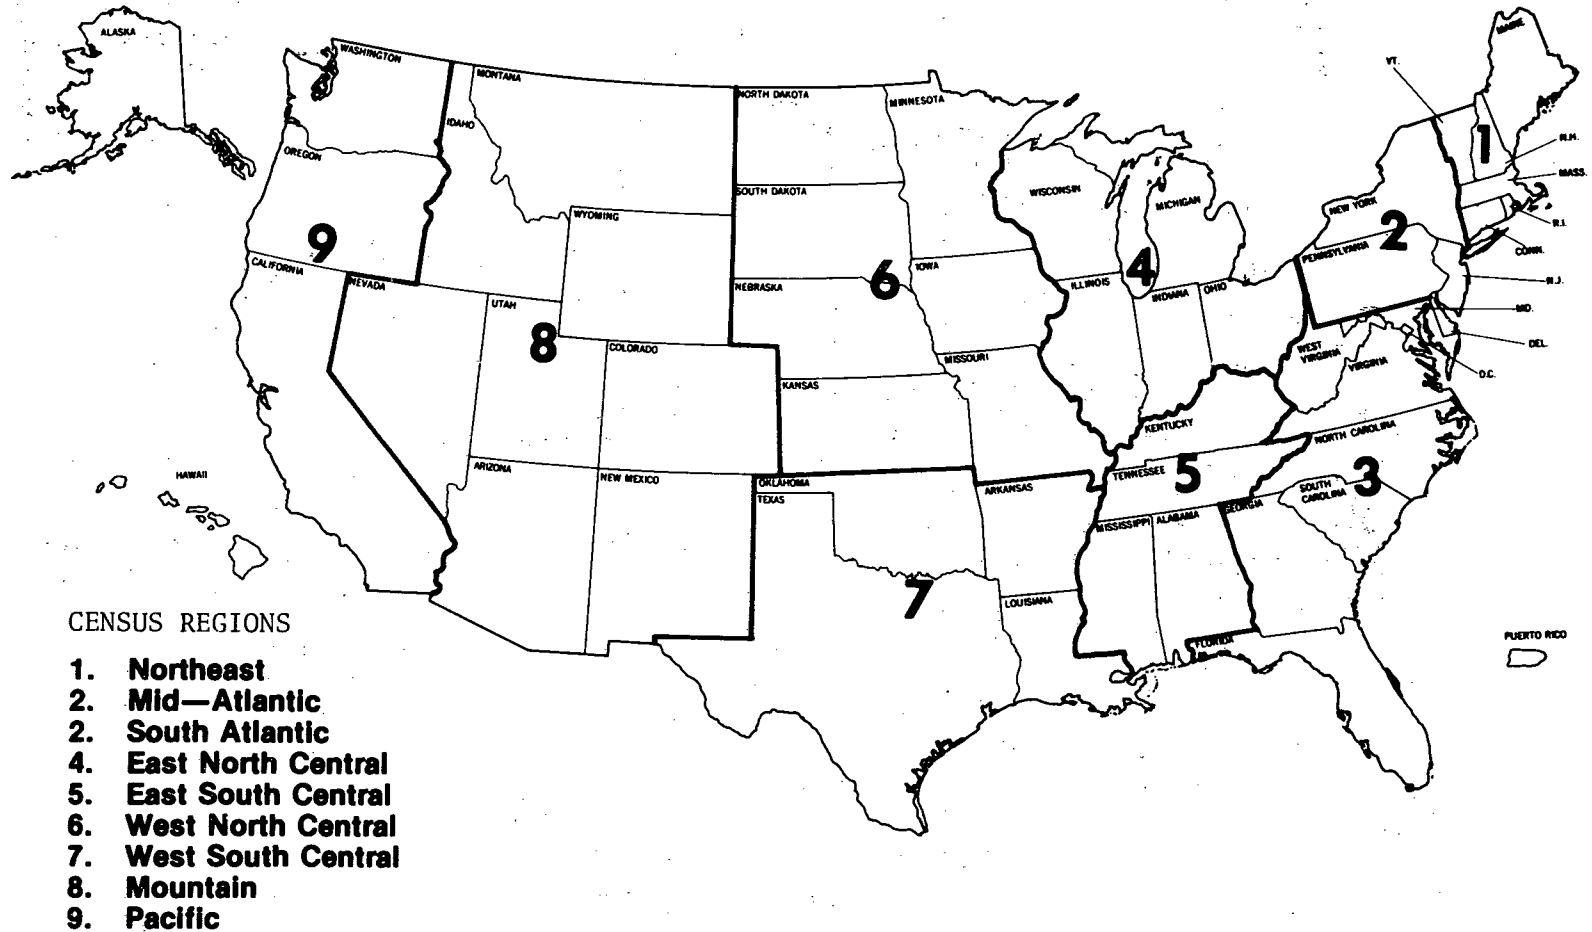 ALASKA
WASHINGTON
MONTANA
NORTH DAKOTA
MINNESOTA
MAINE
VT.
IDAHO
OREGON
1
N.H.
MASS.
SOUTH DAKOTA
WISCONSIN
MICHIGAN
WYOMING
NEW YORK
2
R.I.
CONN.
9
CALIFORNIA
NEVADA
UTAH
8
6
NEBRASKA
IOWA
4
ILLINOIS
INDIANA
OHIO
PENNSYLVANIA
N.J.
MD.
DEL.
D.C.
COLORADO
KANSAS
MISSOURI
WEST
VIRGINIA
VIRGINIA
KENTUCKY
NORTH CAROLINA
HAWAII
ARIZONA
NEW MEXICO
OKLAHOMA
TEXAS
ARKANSAS
TENNESSEE
5
SOUTH
CAROLINA
3
MISSISSIPPI
ALABAMA
GEORGIA
7
LOUISIANA
FLORIDA
PUERTO RICO
CENSUS REGIONS
1. Northeast
2. Mid—Atlantic
2. South Atlantic
4. East North Central
5. East South Central
6. West North Central
7. West South Central
8. Mountain
9. Pacific